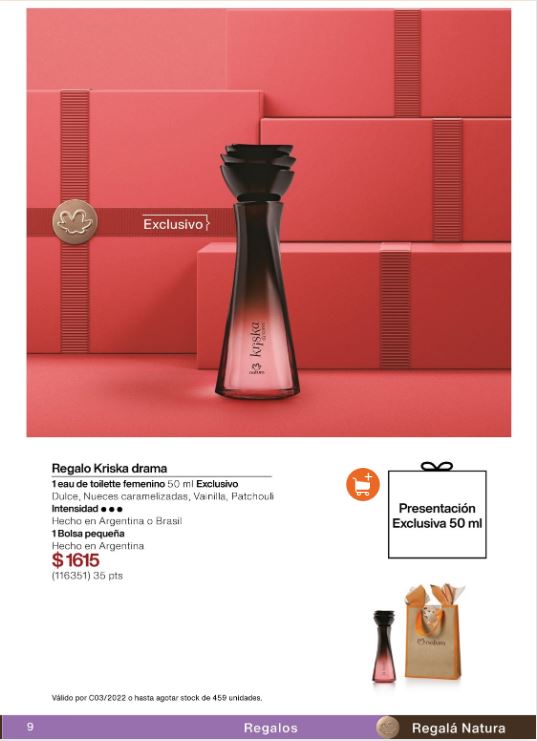 Exclusivo
kriska
drama
natura
Regalo Kriska drama
1 eau de toilette femenino 50 ml Exclusivo
Dulce, Nueces caramelizadas, Vainilla, Patchouli
Intensidad ●●●
Hecho en Argentina o Brasil
1 Bolsa pequeña
Hecho en Argentina
$ 1615
(116351) 35 pts
Presentación
Exclusiva 50 ml
natura
Válido por C03/2022 o hasta agotar stock de 459 unidades.
9
Regalos
Regalá Natura